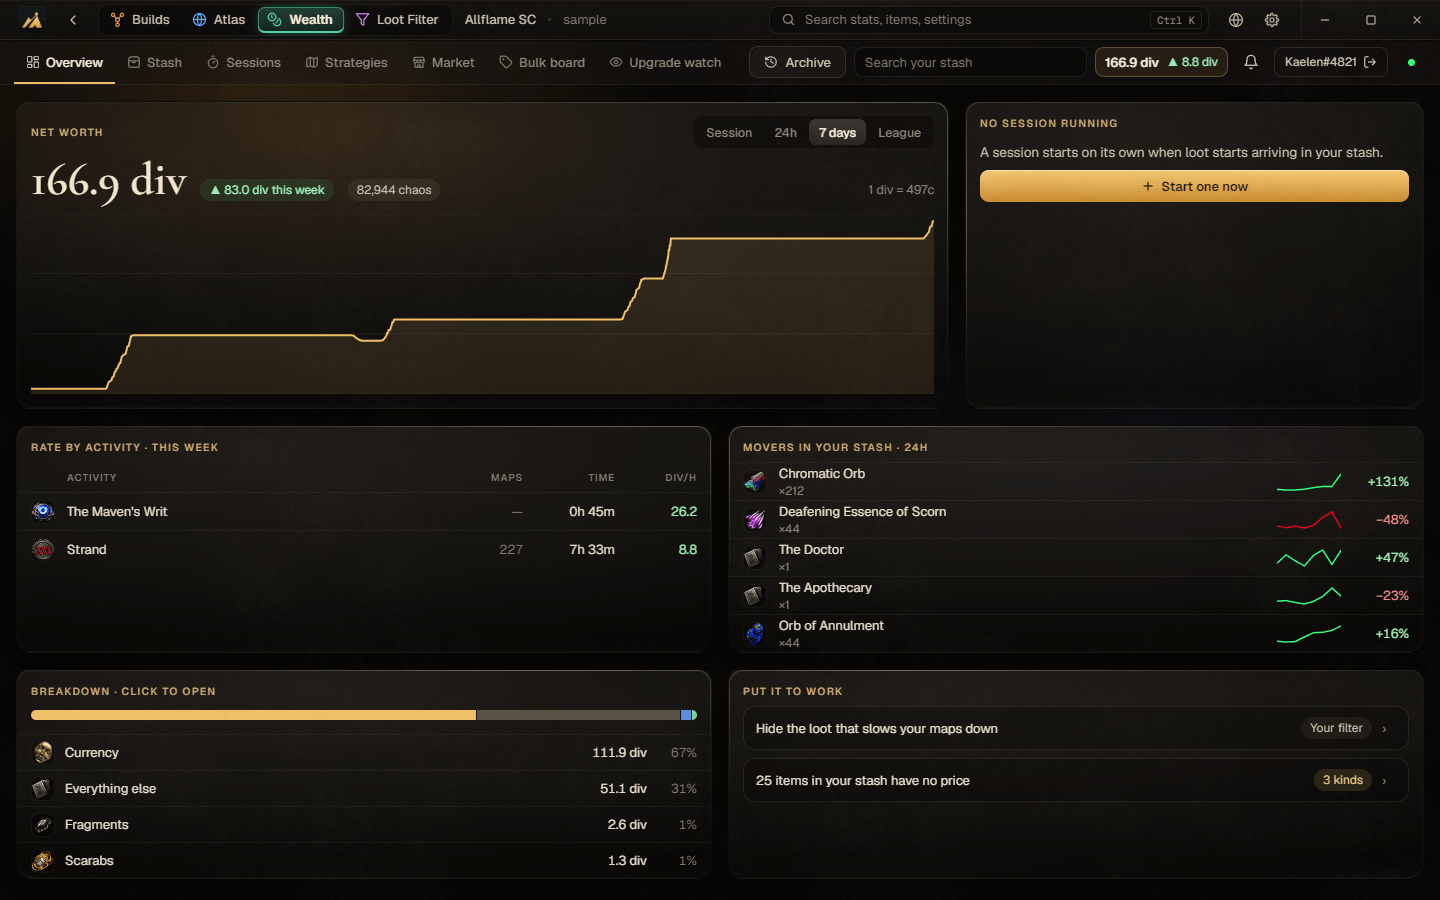 Builds
Atlas
Wealth
Loot Filter
Allflame SC · sample
Search stats, items, settings
Ctrl K
Overview
Stash
Sessions
Strategies
Market
Bulk board
Upgrade watch
Archive
Search your stash
166.9 div ▲ 8.8 div
Kaelen#4821
NET WORTH
Session
24h
7 days
League
166.9 div
▲ 83.0 div this week
82,944 chaos
1 div = 497c
NO SESSION RUNNING
A session starts on its own when loot starts arriving in your stash.
+ Start one now
RATE BY ACTIVITY · THIS WEEK
ACTIVITY MAPS TIME DIV/H
The Maven's Writ — 0h 45m 26.2
Strand 227 7h 33m 8.8
MOVERS IN YOUR STASH · 24H
Chromatic Orb
×212
+131%
Deafening Essence of Scorn
×44
−48%
The Doctor
×1
+47%
The Apothecary
×1
−23%
Orb of Annulment
×44
+16%
BREAKDOWN · CLICK TO OPEN
Currency 111.9 div 67%
Everything else 51.1 div 31%
Fragments 2.6 div 1%
Scarabs 1.3 div 1%
PUT IT TO WORK
Hide the loot that slows your maps down Your filter ›
25 items in your stash have no price 3 kinds ›